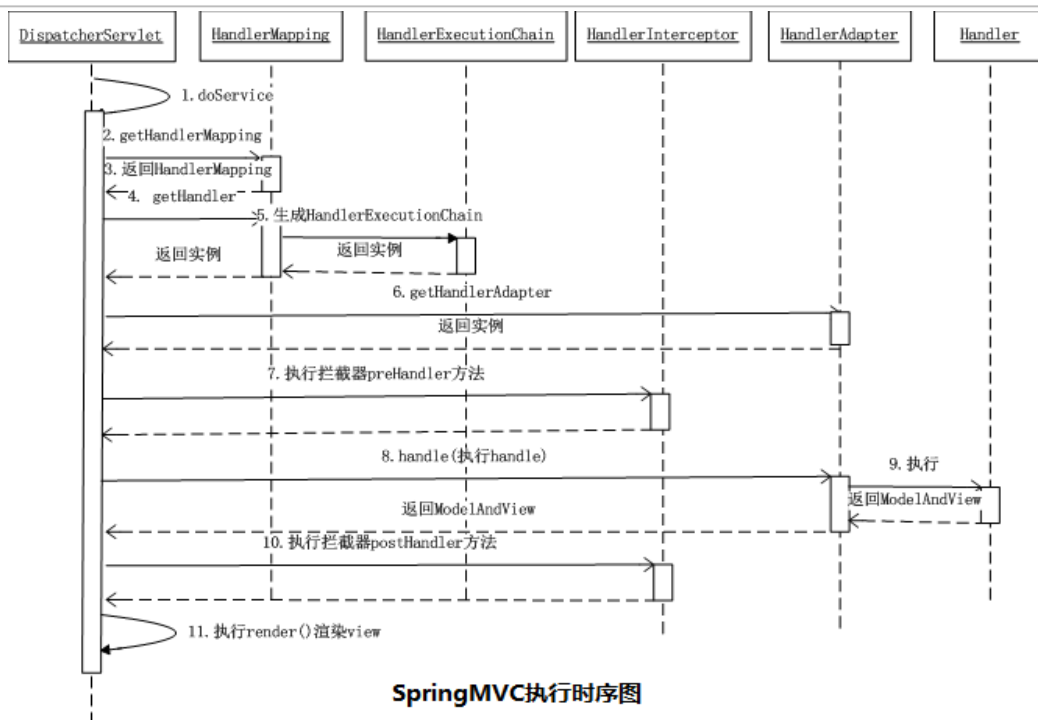 DispatcherServlet
HandlerMapping
HandlerExecutionChain
HandlerInterceptor
HandlerAdapter
Handler
1.doService
2.getHandlerMapping
3.返回HandlerMapping
4. getHandler
5.生成HandlerExecutionChain
返回实例
返回实例
6.getHandlerAdapter
返回实例
7.执行拦截器preHandler方法
8.handle(执行handle)
9.执行
返回ModelAndView
返回ModelAndView
10.执行拦截器postHandler方法
11.执行render()渲染view
SpringMVC执行时序图